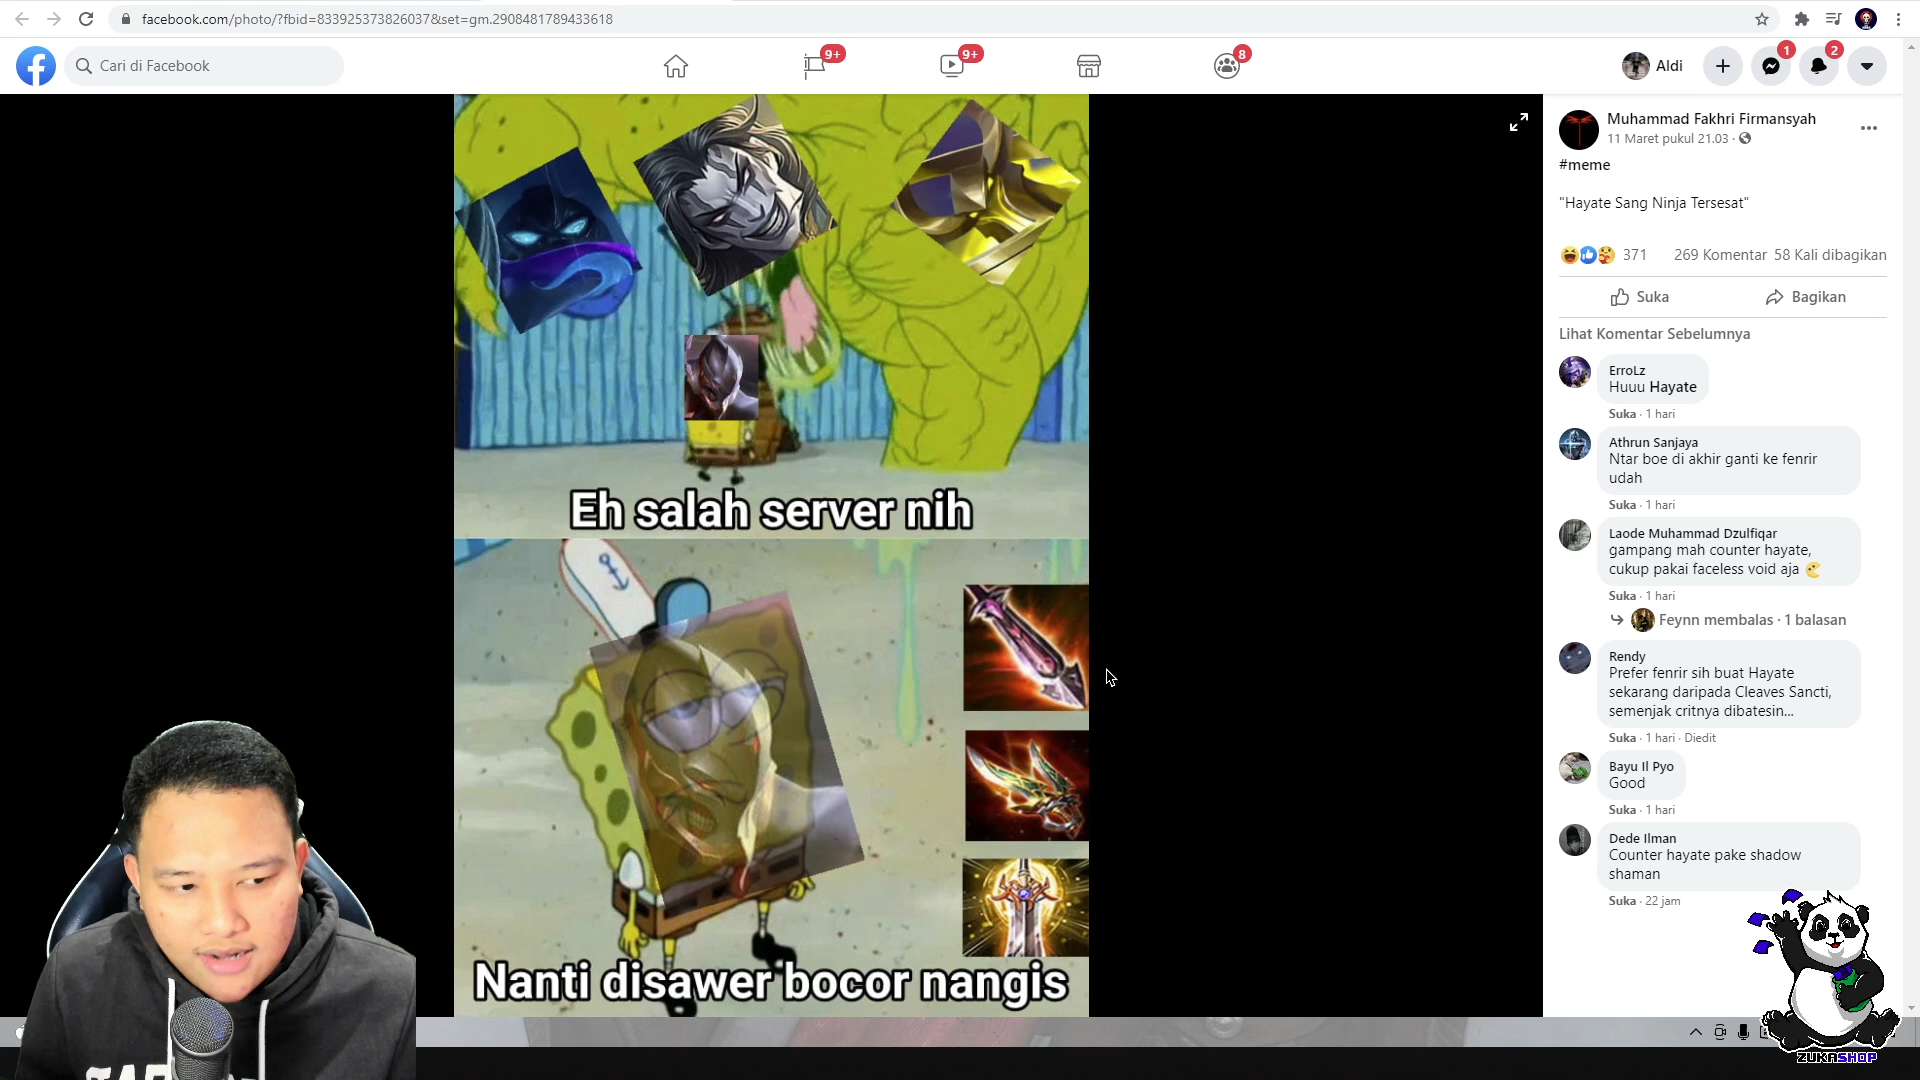 facebook.com/photo/?fbid=833925373826037&set=gm.2908481789433618
Cari di Facebook
9+
9+
8
Aldi
1
2
Eh salah server nih
Nanti disawer bocor nangis
Muhammad Fakhri Firmansyah
11 Maret pukul 21.03 ·
#meme
"Hayate Sang Ninja Tersesat"
371 269 Komentar 58 Kali dibagikan
Suka Bagikan
Lihat Komentar Sebelumnya
ErroLz
Huuu Hayate
Suka · 1 hari
Athrun Sanjaya
Ntar boe di akhir ganti ke fenrir
udah
Suka · 1 hari
Laode Muhammad Dzulfiqar
gampang mah counter hayate,
cukup pakai faceless void aja
Suka · 1 hari
Feynn membalas · 1 balasan
Rendy
Prefer fenrir sih buat Hayate
sekarang daripada Cleaves Sancti,
semenjak critnya dibatesin...
Suka · 1 hari · Diedit
Bayu Il Pyo
Good
Suka · 1 hari
Dede Ilman
Counter hayate pake shadow
shaman
Suka · 22 jam
ZUKASHOP